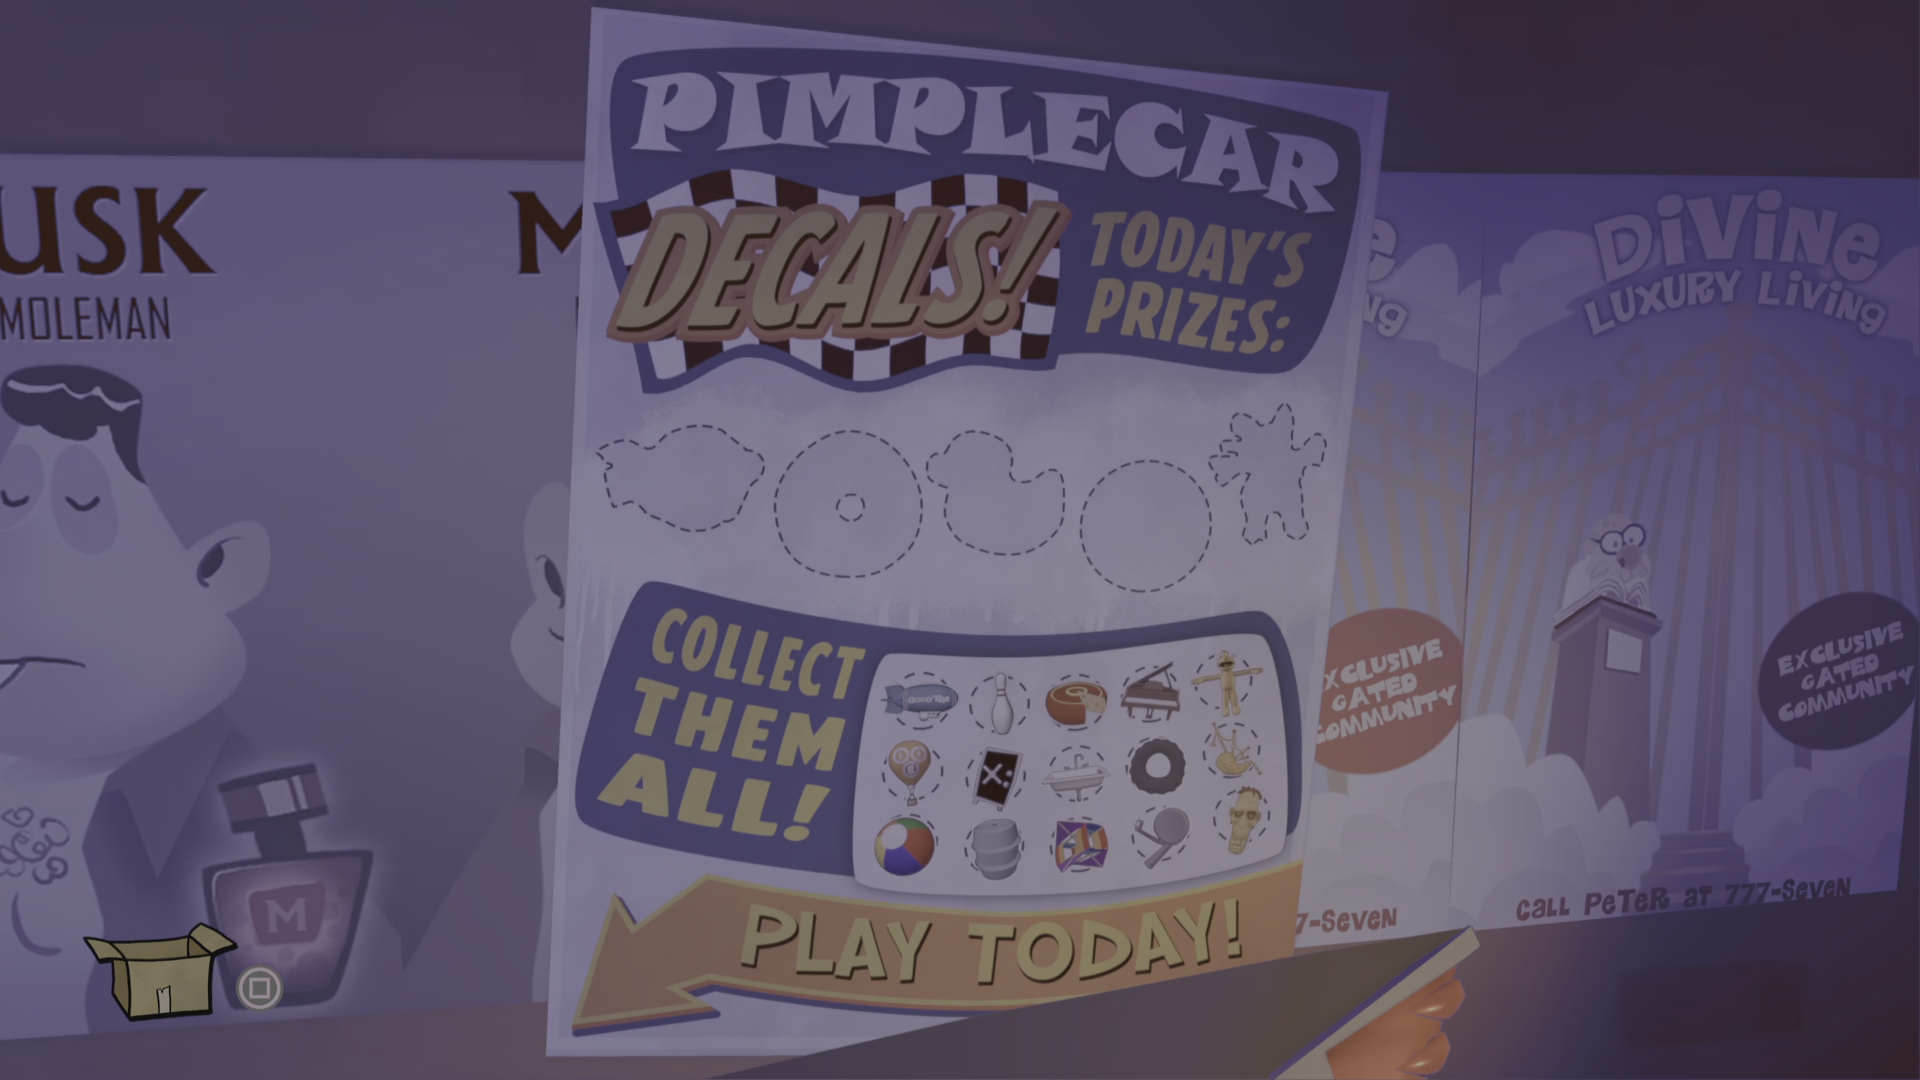 PIMPLECAR
DECALS!
TODAY'S
PRIZES:
COLLECT
THEM
ALL!
PLAY TODAY!
USK
MOLEMAN
M
M
DiViNe
LUXURY LiViNg
EXCLUSIVE
GATED
COMMUNITY
CALL PeTeR AT 777-SeVeN
e
Ng
XCLUSIVE
GATED
COMMUNITY
7-SeVeN